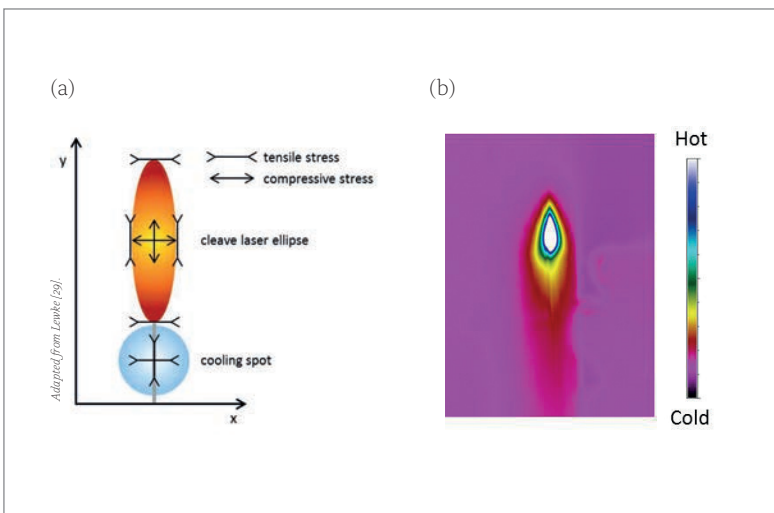 (a)
(b)
y
tensile stress
compressive stress
cleave laser ellipse
cooling spot
x
Adapted from Lewke [29].
Hot
Cold